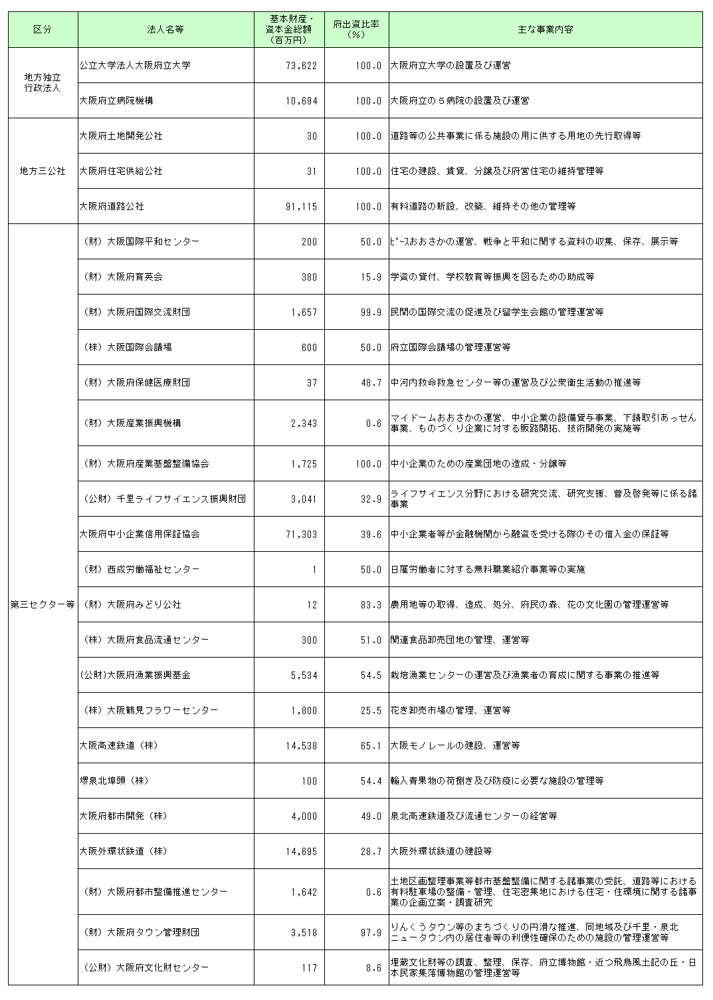 区分 法人名等 基本財産・
資本金総額
（百万円） 府出資比率
（％） 主な事業内容
地方独立
行政法人
公立大学法人大阪府立大学 73,622 100.0 大阪府立大学の設置及び運営
大阪府立病院機構 10,694 100.0 大阪府立の５病院の設置及び運営
地方三公社
大阪府土地開発公社 30 100.0 道路等の公共事業に係る施設の用に供する用地の先行取得等
大阪府住宅供給公社 31 100.0 住宅の建設、賃貸、分譲及び府営住宅の維持管理等
大阪府道路公社 91,115 100.0 有料道路の新設、改築、維持その他の管理等
第三セクター等
（財）大阪国際平和センター 200 50.0 ﾋﾟｰｽおおさかの運営、戦争と平和に関する資料の収集、保存、展示等
（財）大阪府育英会 380 15.9 学資の貸付、学校教育等振興を図るための助成等
（財）大阪府国際交流財団 1,657 99.9 民間の国際交流の促進及び留学生会館の管理運営等
（株）大阪国際会議場 600 50.0 府立国際会議場の管理運営等
（財）大阪府保健医療財団 37 48.7 中河内救命救急センター等の運営及び公衆衛生活動の推進等
（財）大阪産業振興機構 2,343 0.6 マイドームおおさかの運営、中小企業の設備貸与事業、下請取引あっせん
事業、ものづくり企業に対する販路開拓、技術開発の実施等
（財）大阪府産業基盤整備協会 1,725 100.0 中小企業のための産業団地の造成・分譲等
（公財）千里ライフサイエンス振興財団 3,041 32.9 ライフサイエンス分野における研究交流、研究支援、普及啓発等に係る諸
事業
大阪府中小企業信用保証協会 71,303 39.6 中小企業者等が金融機関から融資を受ける際のその借入金の保証等
（財）西成労働福祉センター 1 50.0 日雇労働者に対する無料職業紹介事業等の実施
（財）大阪府みどり公社 12 83.3 農用地等の取得、造成、処分、府民の森、花の文化園の管理運営等
（株）大阪府食品流通センター 300 51.0 関連食品卸売団地の管理、運営等
(公財)大阪府漁業振興基金 5,534 54.5 栽培漁業センターの運営及び漁業者の育成に関する事業の推進等
（株）大阪鶴見フラワーセンター 1,800 25.5 花き卸売市場の管理、運営等
大阪高速鉄道（株） 14,538 65.1 大阪モノレールの建設、運営等
堺泉北埠頭（株） 100 54.4 輸入青果物の荷捌き及び防疫に必要な施設の管理等
大阪府都市開発（株） 4,000 49.0 泉北高速鉄道及び流通センターの経営等
大阪外環状鉄道（株） 14,695 28.7 大阪外環状鉄道の建設等
（財）大阪府都市整備推進センター 1,642 0.6 土地区画整理事業等都市基盤整備に関する諸事業の受託、道路等における
有料駐車場の整備・管理、住宅密集地における住宅・住環境に関する諸事
業の企画立案・調査研究
（財）大阪府タウン管理財団 3,518 97.9 りんくうタウン等のまちづくりの円滑な推進、同地域及び千里・泉北
ニュータウン内の居住者等の利便性確保のための施設の管理運営等
（公財）大阪府文化財センター 117 8.6 埋蔵文化財等の調査、整理、保存、府立博物館・近つ飛鳥風土記の丘・日
本民家集落博物館の管理運営等